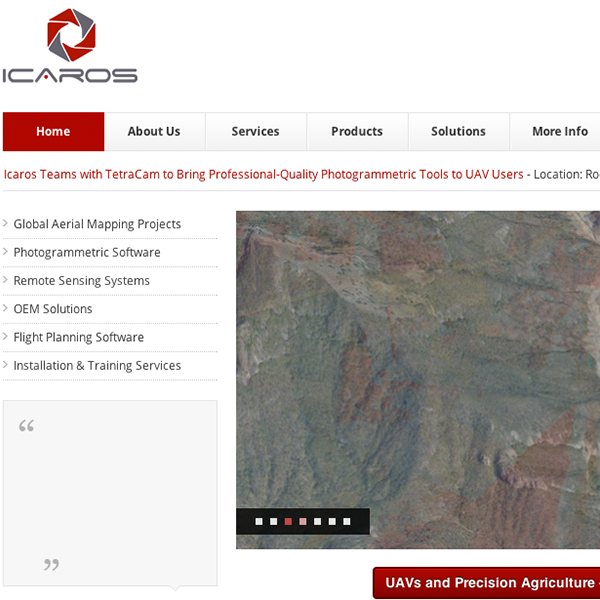 ICAROS
Home About Us Services Products Solutions More Info
Icaros Teams with TetraCam to Bring Professional-Quality Photogrammetric Tools to UAV Users - Location: Ro
Global Aerial Mapping Projects
Photogrammetric Software
Remote Sensing Systems
OEM Solutions
Flight Planning Software
Installation & Training Services
“
”
UAVs and Precision Agriculture